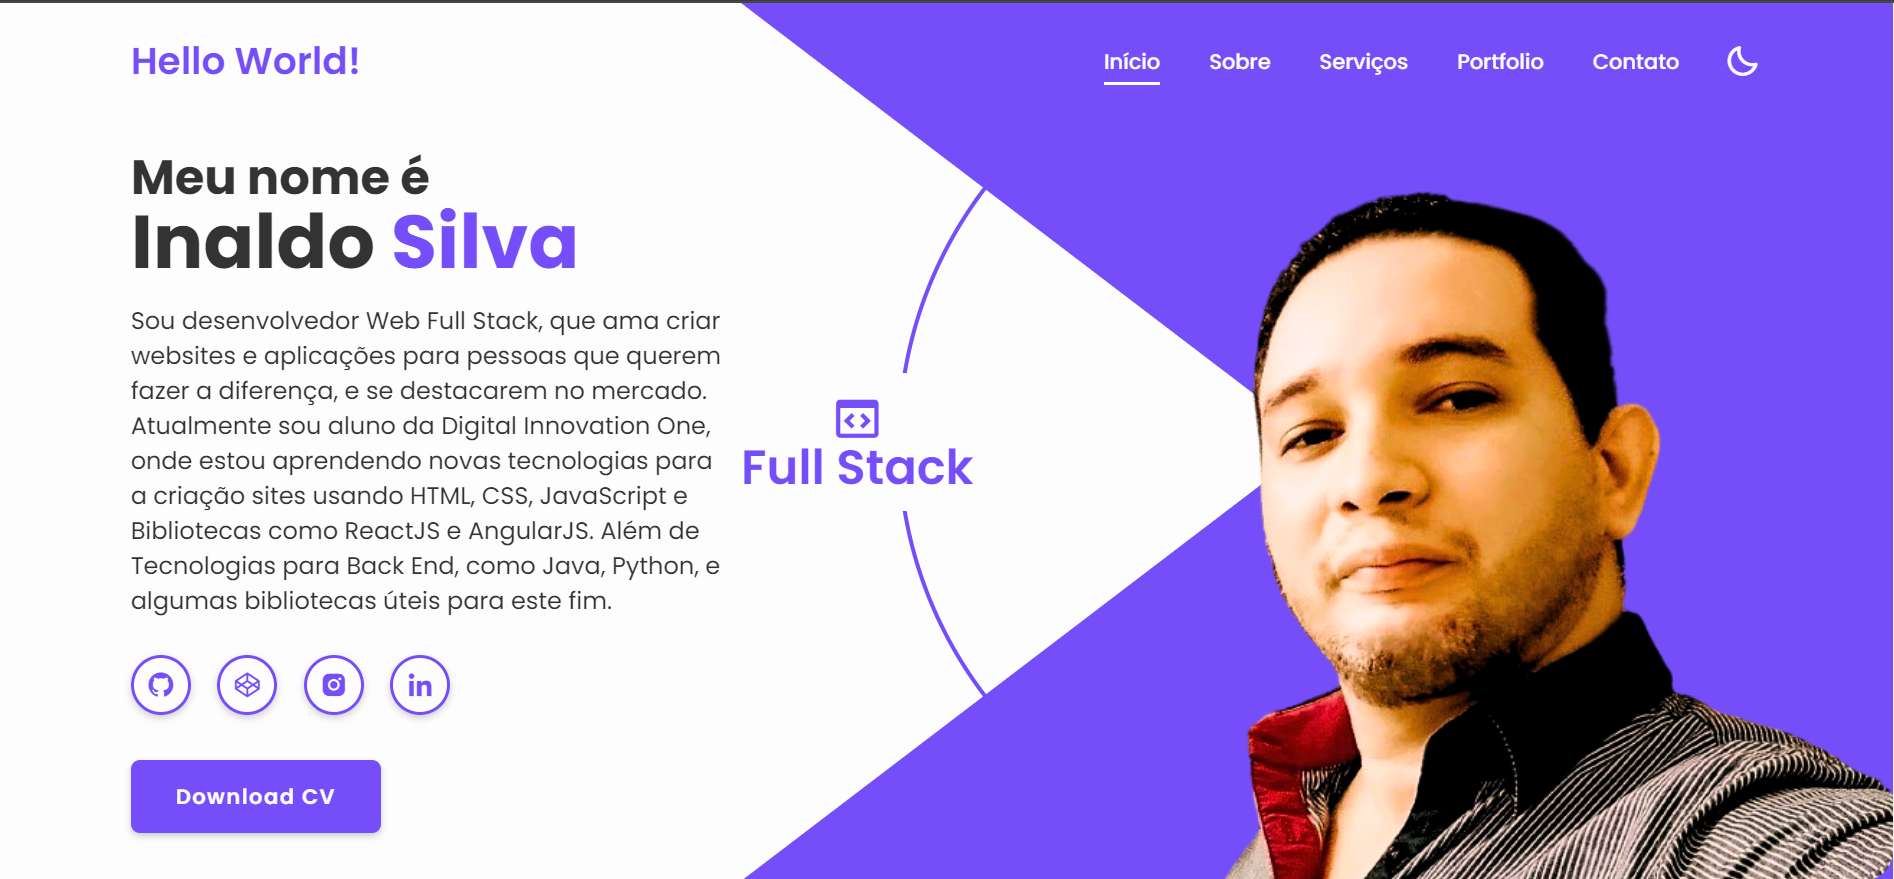 Hello World!
Início Sobre Serviços Portfolio Contato
Meu nome é
Inaldo Silva
Sou desenvolvedor Web Full Stack, que ama criar
websites e aplicações para pessoas que querem
fazer a diferença, e se destacarem no mercado.
Atualmente sou aluno da Digital Innovation One,
onde estou aprendendo novas tecnologias para
a criação sites usando HTML, CSS, JavaScript e
Bibliotecas como ReactJS e AngularJS. Além de
Tecnologias para Back End, como Java, Python, e
algumas bibliotecas úteis para este fim.
Full Stack
in
Download CV